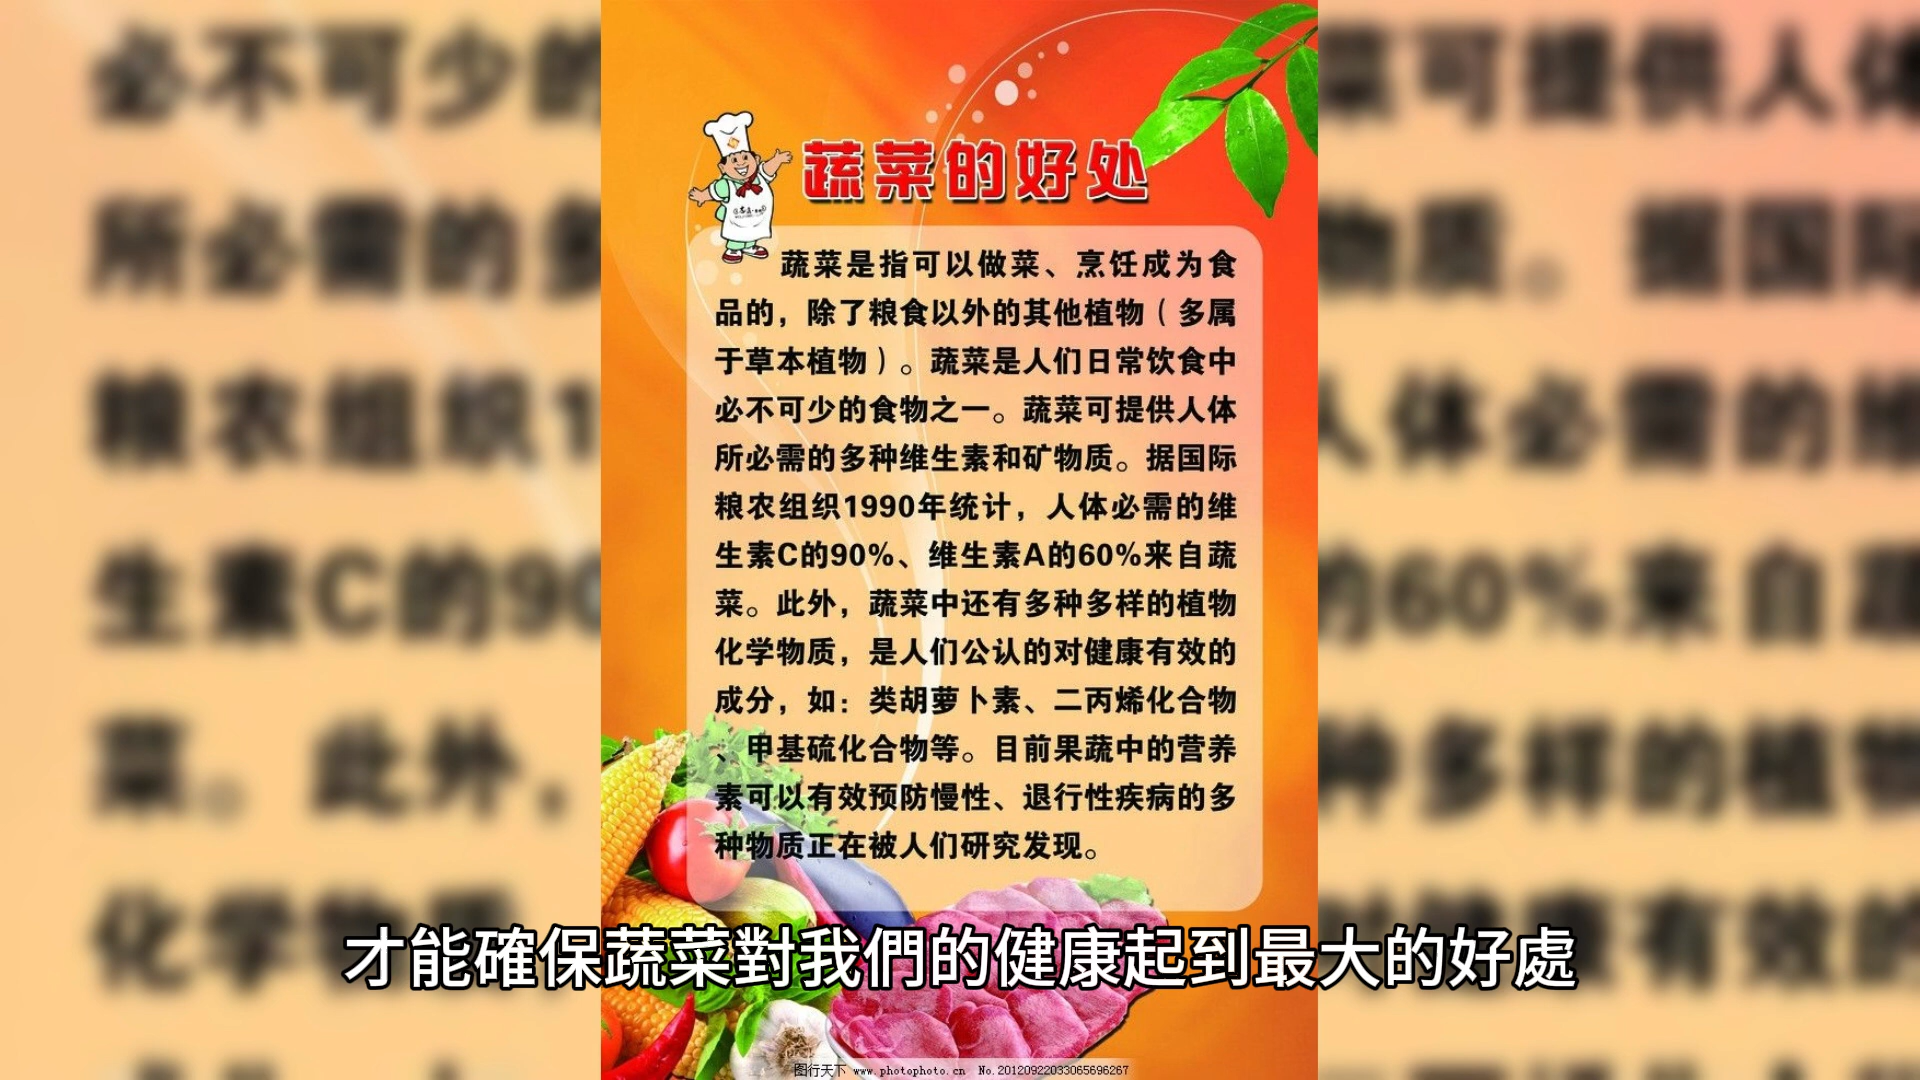 蔬菜的好处
蔬菜是指可以做菜、烹饪成为食
品的，除了粮食以外的其他植物（多属
于草本植物）。蔬菜是人们日常饮食中
必不可少的食物之一。蔬菜可提供人体
所必需的多种维生素和矿物质。据国际
粮农组织1990年统计，人体必需的维
生素C的90%、维生素A的60%来自蔬
菜。此外，蔬菜中还有多种多样的植物
化学物质，是人们公认的对健康有效的
成分，如：类胡萝卜素、二丙烯化合物
、甲基硫化合物等。目前果蔬中的营养
素可以有效预防慢性、退行性疾病的多
种物质正在被人们研究发现。
才能確保蔬菜對我們的健康起到最大的好處
图行天下 www.photophoto.cn No.20120922033065696267